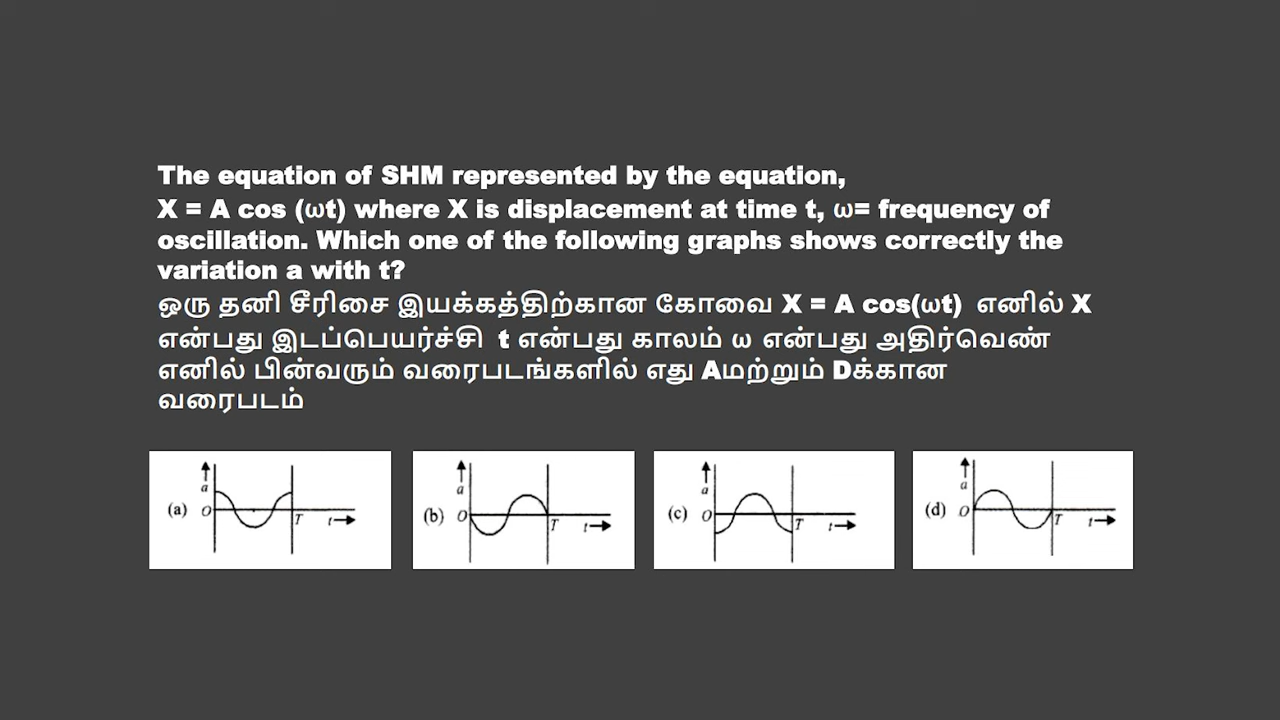 The equation of SHM represented by the equation,
X = A cos (ωt) where X is displacement at time t, ω= frequency of
oscillation. Which one of the following graphs shows correctly the
variation a with t?
ஒரு தனி சீரிசை இயக்கத்திற்கான கோவை X = A cos(ωt) எனில் X
என்பது இடப்பெயர்ச்சி t என்பது காலம் ω என்பது அதிர்வெண்
எனில் பின்வரும் வரைபடங்களில் எது Aமற்றும் Dக்கான
வரைபடம்
(a) a O T t
(b) a O T t
(c) a O T t
(d) a O T t